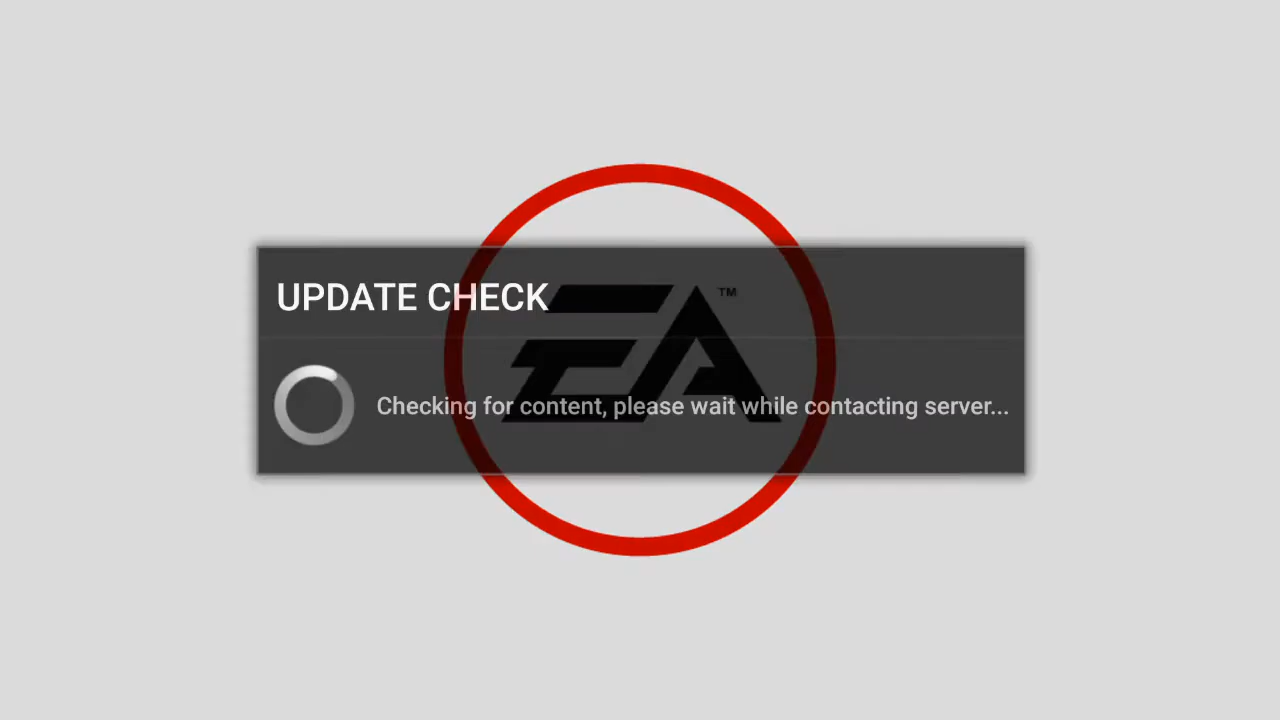 UPDATE CHECK
EA™
Checking for content, please wait while contacting server...